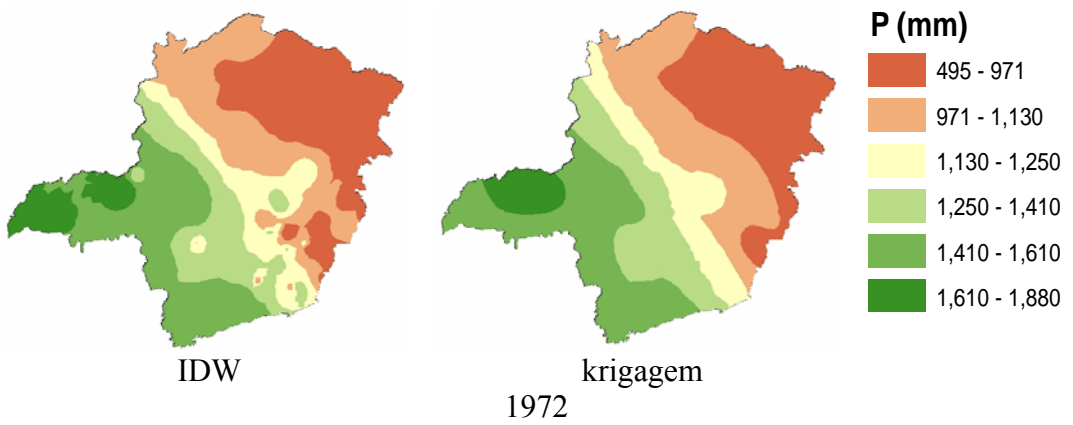 P (mm)
495 - 971
971 - 1,130
1,130 - 1,250
1,250 - 1,410
1,410 - 1,610
1,610 - 1,880
IDW
krigagem
1972